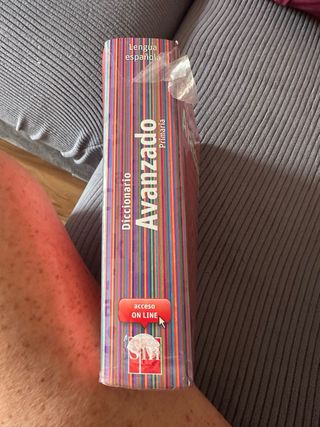 Lengua
española
Diccionario
Avanzado
Primaria
acceso
ON LINE
sm